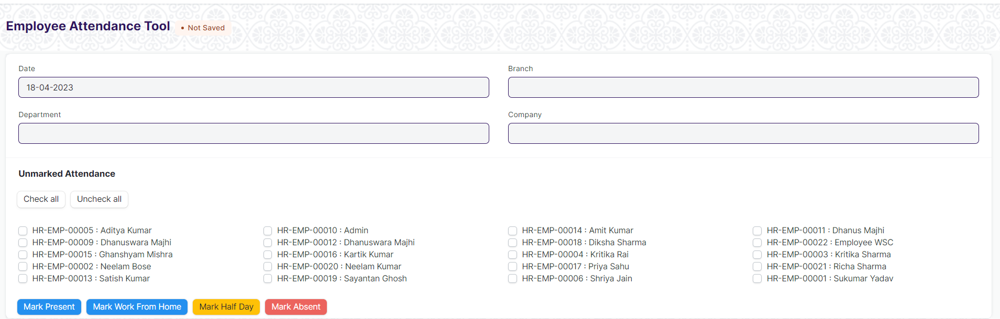 Employee Attendance Tool • Not Saved
Date Branch
18-04-2023
Department Company
Unmarked Attendance
Check all Uncheck all
HR-EMP-00005 : Aditya Kumar HR-EMP-00010 : Admin HR-EMP-00014 : Amit Kumar HR-EMP-00011 : Dhanus Majhi
HR-EMP-00009 : Dhanuswara Majhi HR-EMP-00012 : Dhanuswara Majhi HR-EMP-00018 : Diksha Sharma HR-EMP-00022 : Employee WSC
HR-EMP-00015 : Ghanshyam Mishra HR-EMP-00016 : Kartik Kumar HR-EMP-00004 : Kritika Rai HR-EMP-00003 : Kritika Sharma
HR-EMP-00002 : Neelam Bose HR-EMP-00020 : Neelam Kumar HR-EMP-00017 : Priya Sahu HR-EMP-00021 : Richa Sharma
HR-EMP-00013 : Satish Kumar HR-EMP-00019 : Sayantan Ghosh HR-EMP-00006 : Shriya Jain HR-EMP-00001 : Sukumar Yadav
Mark Present Mark Work From Home Mark Half Day Mark Absent